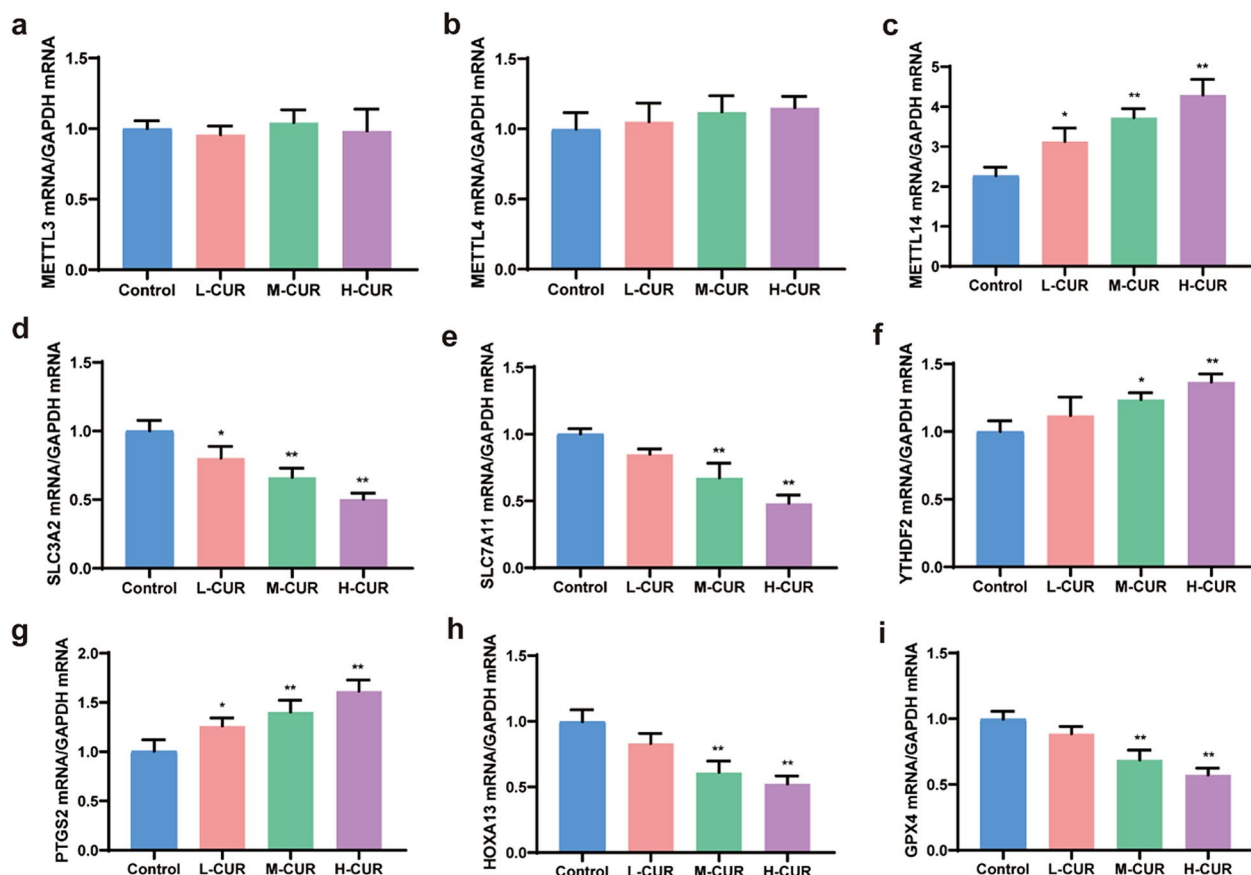 a
METTL3 mRNA/GAPDH mRNA
1.5
1.0
0.5
0.0
Control L-CUR M-CUR H-CUR
b
METTL4 mRNA/GAPDH mRNA
1.5
1.0
0.5
0.0
Control L-CUR M-CUR H-CUR
c
METTL14 mRNA/GAPDH mRNA
5
4
3
2
1
0
* ** **
Control L-CUR M-CUR H-CUR
d
SLC3A2 mRNA/GAPDH mRNA
1.5
1.0
0.5
0.0
* ** **
Control L-CUR M-CUR H-CUR
e
SLC7A11 mRNA/GAPDH mRNA
1.5
1.0
0.5
0.0
** **
Control L-CUR M-CUR H-CUR
f
YTHDF2 mRNA/GAPDH mRNA
1.5
1.0
0.5
0.0
* **
Control L-CUR M-CUR H-CUR
g
PTGS2 mRNA/GAPDH mRNA
2.0
1.5
1.0
0.5
0.0
* ** **
Control L-CUR M-CUR H-CUR
h
HOXA13 mRNA/GAPDH mRNA
1.5
1.0
0.5
0.0
** **
Control L-CUR M-CUR H-CUR
i
GPX4 mRNA/GAPDH mRNA
1.5
1.0
0.5
0.0
** **
Control L-CUR M-CUR H-CUR